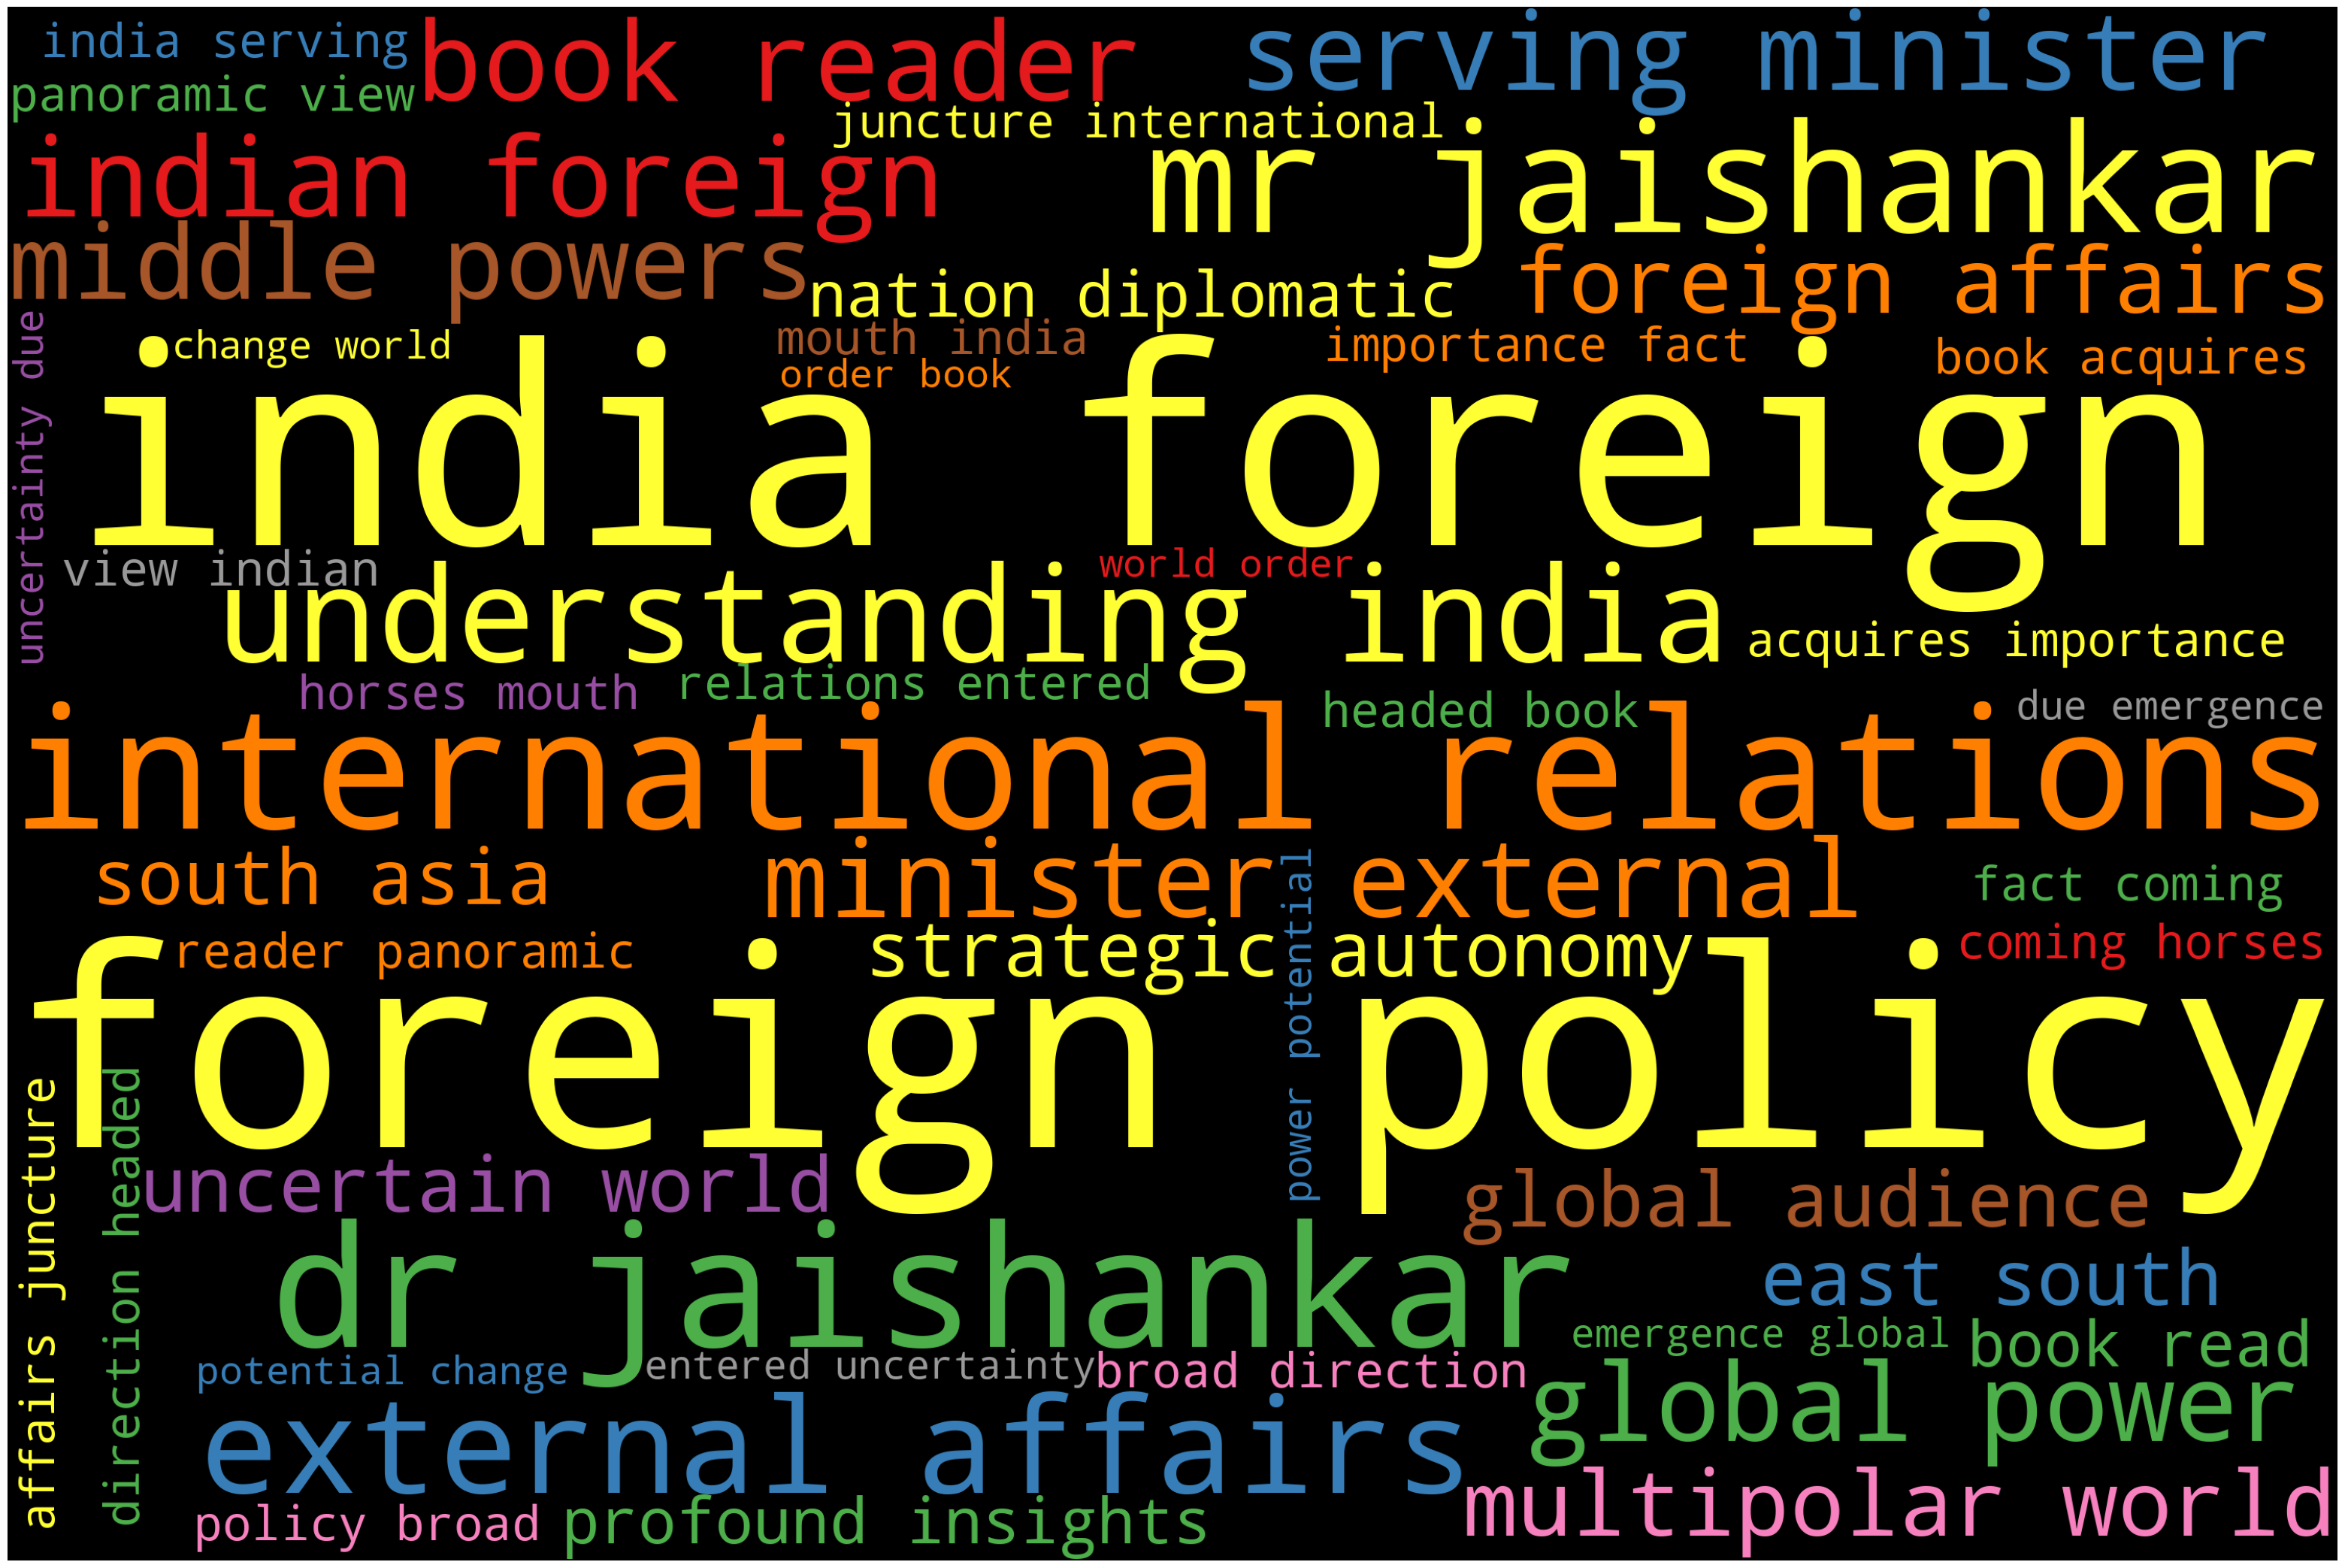 india serving
book reader
serving minister
panoramic view
juncture international
indian foreign
mr jaishankar
middle powers
nation diplomatic
foreign affairs
uncertainty due
change world
mouth india
importance fact
book acquires
order book
india foreign
view indian
world order
understanding india
acquires importance
horses mouth
relations entered
headed book
due emergence
international relations
south asia
minister external
power potential
fact coming
reader panoramic
strategic autonomy
coming horses
foreign policy
affairs juncture
direction headed
uncertain world
global audience
dr jaishankar
east south
emergence global
book read
potential change
entered uncertainty
broad direction
external affairs
global power
policy broad
profound insights
multipolar world